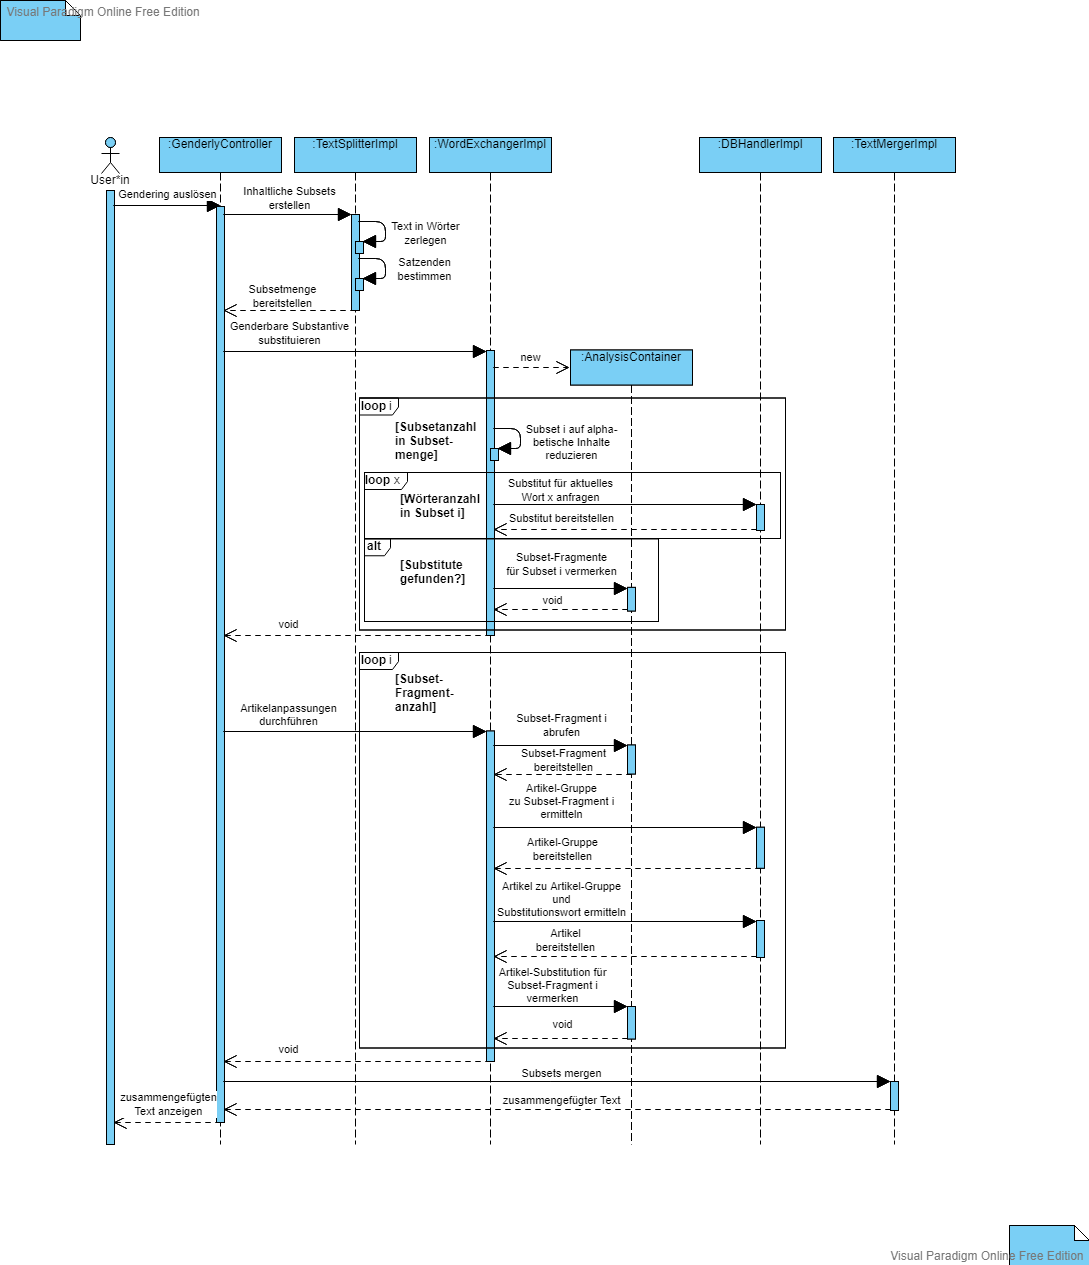 Visual Paradigm Online Free Edition
:GenderlyController
:TextSplitterImpl
:WordExchangerImpl
:DBHandlerImpl
:TextMergerImpl
User*in
Gendering auslösen
Inhaltliche Subsets
erstellen
Text in Wörter
zerlegen
Satzenden
bestimmen
Subsetmenge
bereitstellen
Genderbare Substantive
substituieren
new
:AnalysisContainer
loop i
[Subsetanzahl
in Subset-
menge]
Subset i auf alpha-
betische Inhalte
reduzieren
loop x
[Wörteranzahl
in Subset i]
Substitut für aktuelles
Wort x anfragen
Substitut bereitstellen
alt
[Substitute
gefunden?]
Subset-Fragmente
für Subset i vermerken
void
void
loop i
[Subset-
Fragment-
anzahl]
Artikelanpassungen
durchführen
Subset-Fragment i
abrufen
Subset-Fragment
bereitstellen
Artikel-Gruppe
zu Subset-Fragment i
ermitteln
Artikel-Gruppe
bereitstellen
Artikel zu Artikel-Gruppe
und
Substitutionswort ermitteln
Artikel
bereitstellen
Artikel-Substitution für
Subset-Fragment i
vermerken
void
void
Subsets mergen
zusammengefügter Text
zusammengefügten
Text anzeigen
Visual Paradigm Online Free Edition